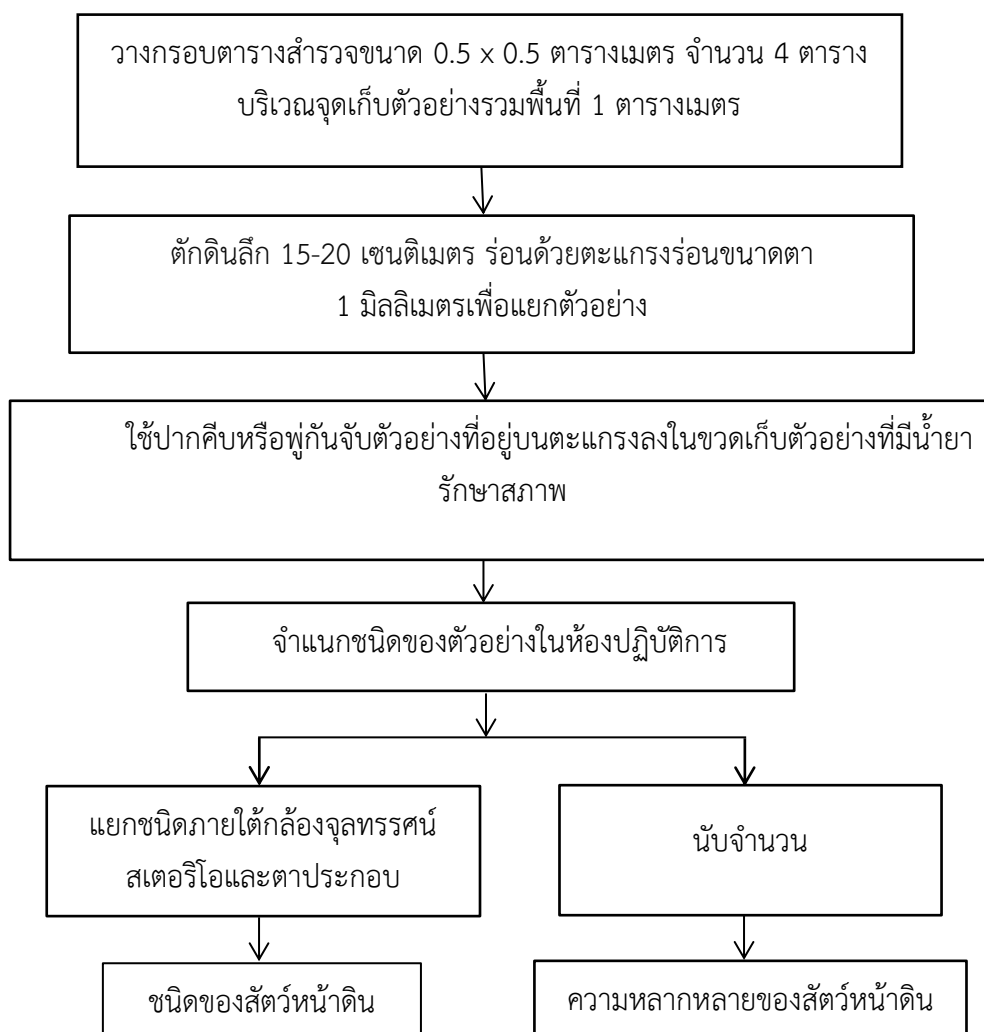 วางกรอบตารางสำรวจขนาด 0.5 x 0.5 ตารางเมตร จำนวน 4 ตาราง
บริเวณจุดเก็บตัวอย่างรวมพื้นที่ 1 ตารางเมตร
ตักดินลึก 15-20 เซนติเมตร ร่อนด้วยตะแกรงร่อนขนาดตา
1 มิลลิเมตรเพื่อแยกตัวอย่าง
ใช้ปากคีบหรือพู่กันจับตัวอย่างที่อยู่บนตะแกรงลงในขวดเก็บตัวอย่างที่มีน้ำยา
รักษาสภาพ
จำแนกชนิดของตัวอย่างในห้องปฏิบัติการ
แยกชนิดภายใต้กล้องจุลทรรศน์
สเตอริโอและตาประกอบ
นับจำนวน
ชนิดของสัตว์หน้าดิน
ความหลากหลายของสัตว์หน้าดิน